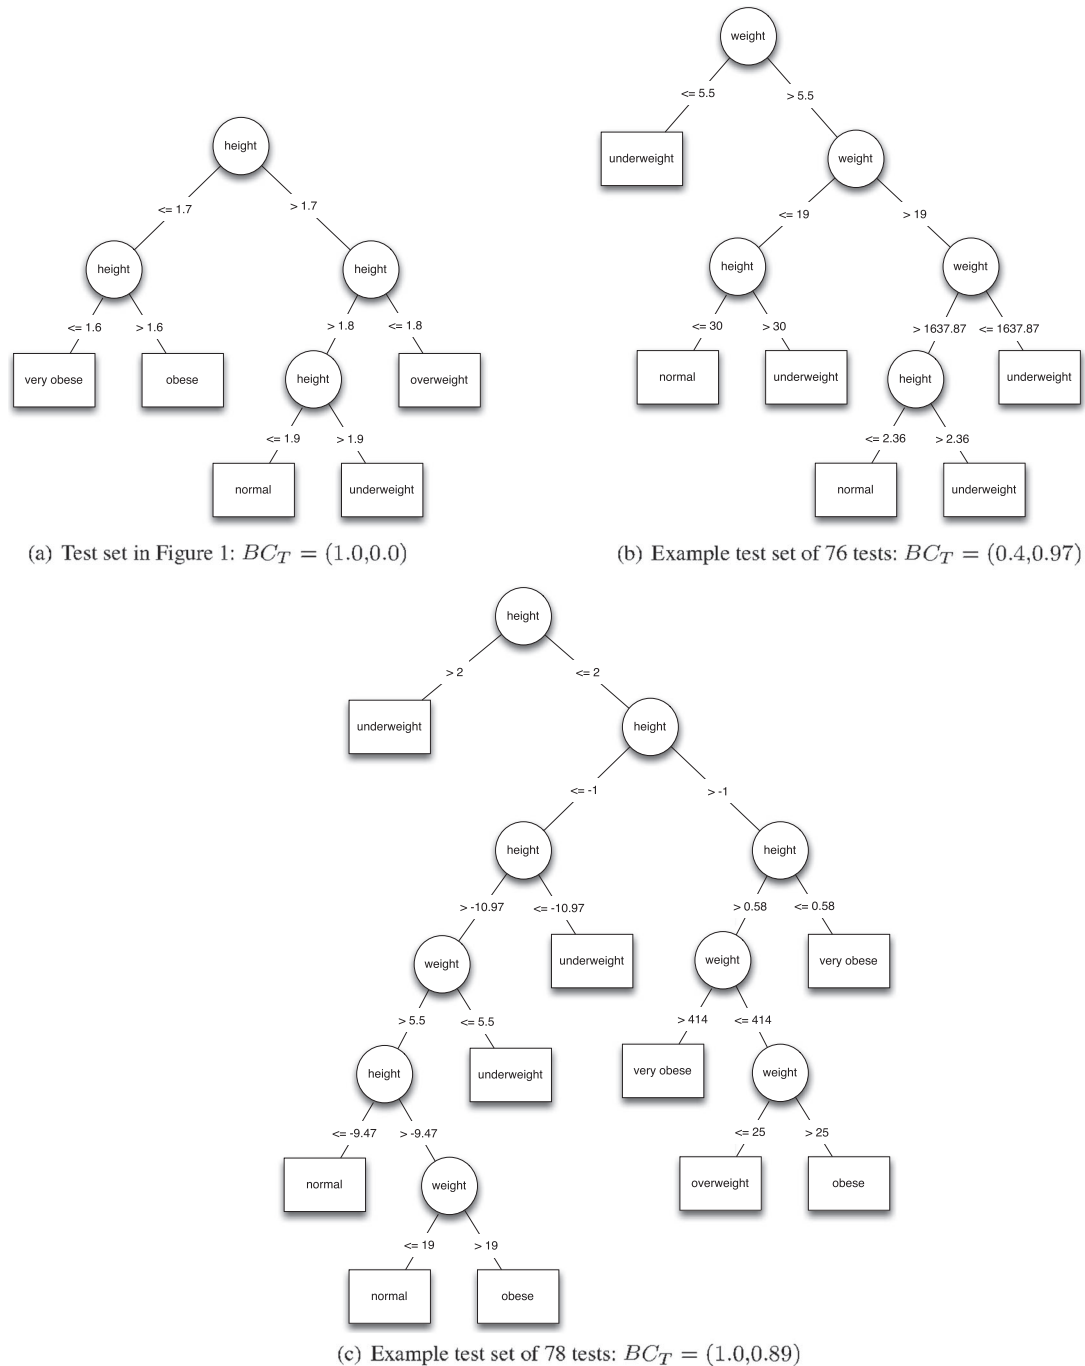 height
<= 1.7
> 1.7
height
height
<= 1.6
> 1.6
> 1.8
<= 1.8
very obese
obese
height
overweight
<= 1.9
> 1.9
normal
underweight
(a) Test set in Figure 1: BC_T = (1.0,0.0)
weight
<= 5.5
> 5.5
underweight
weight
<= 19
> 19
height
weight
<= 30
> 30
> 1637.87
<= 1637.87
normal
underweight
height
underweight
<= 2.36
> 2.36
normal
underweight
(b) Example test set of 76 tests: BC_T = (0.4,0.97)
height
> 2
<= 2
underweight
height
<= -1
> -1
height
height
> -10.97
<= -10.97
> 0.58
<= 0.58
weight
underweight
weight
very obese
> 5.5
<= 5.5
> 414
<= 414
height
underweight
very obese
weight
<= -9.47
> -9.47
<= 25
> 25
normal
weight
overweight
obese
<= 19
> 19
normal
obese
(c) Example test set of 78 tests: BC_T = (1.0,0.89)